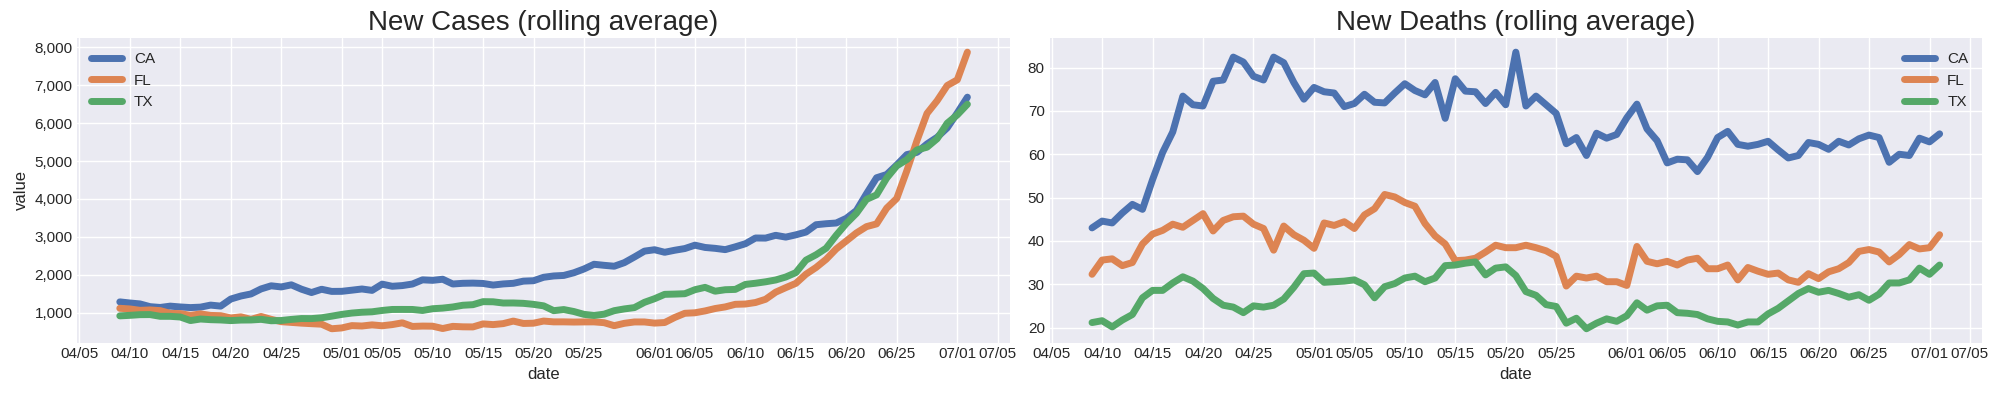 New Cases (rolling average)
8,000
7,000
6,000
5,000
4,000
3,000
2,000
1,000
value
CA
FL
TX
04/05 04/10 04/15 04/20 04/25 05/01 05/05 05/10 05/15 05/20 05/25 06/01 06/05 06/10 06/15 06/20 06/25 07/01 07/05
date
New Deaths (rolling average)
80
70
60
50
40
30
20
CA
FL
TX
04/05 04/10 04/15 04/20 04/25 05/01 05/05 05/10 05/15 05/20 05/25 06/01 06/05 06/10 06/15 06/20 06/25 07/01 07/05
date